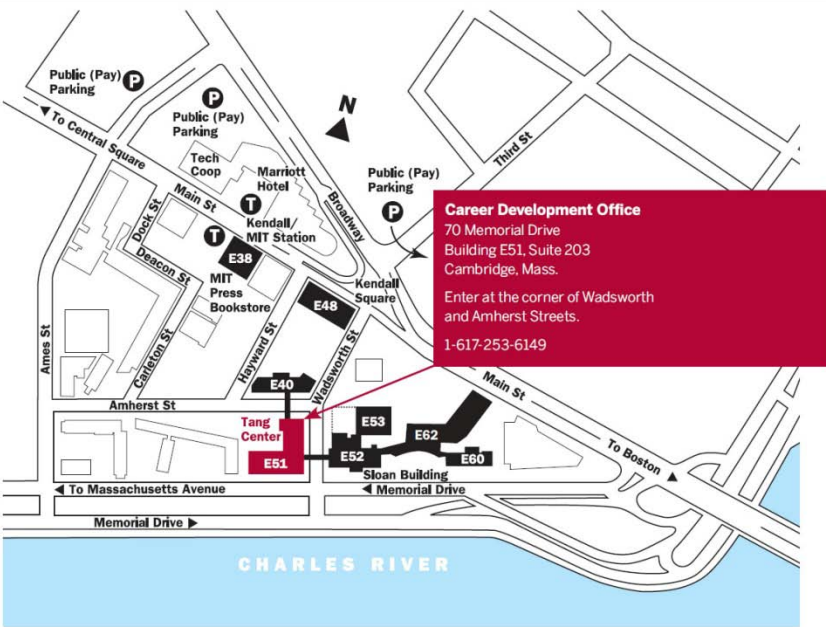 Public (Pay)
Parking
P
P
Public (Pay)
Parking
◄ To Central Square
N
Tech
Coop
Marriott
Hotel
Third St
Public (Pay)
Parking
P
Broadway
Main St
T
Kendall/
MIT Station
T
Dock St
Deacon St
E38
MIT
Press
Bookstore
Kendall
Square
E48
Career Development Office
70 Memorial Drive
Building E51, Suite 203
Cambridge, Mass.
Enter at the corner of Wadsworth
and Amherst Streets.
1-617-253-6149
Ames St
Carleton St
Hayward St
Wadsworth St
E40
Main St
Amherst St
Tang
Center
E53
E62
E51
E52
E60
Sloan Building
To Boston ►
◄ To Massachusetts Avenue
◄ Memorial Drive
Memorial Drive ►
CHARLES RIVER